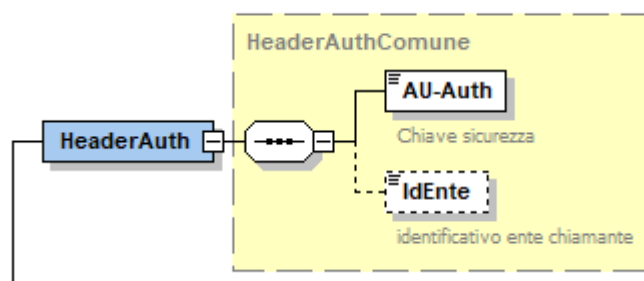 HeaderAuthComune
AU-Auth
Chiave sicurezza
HeaderAuth
IdEnte
identificativo ente chiamante